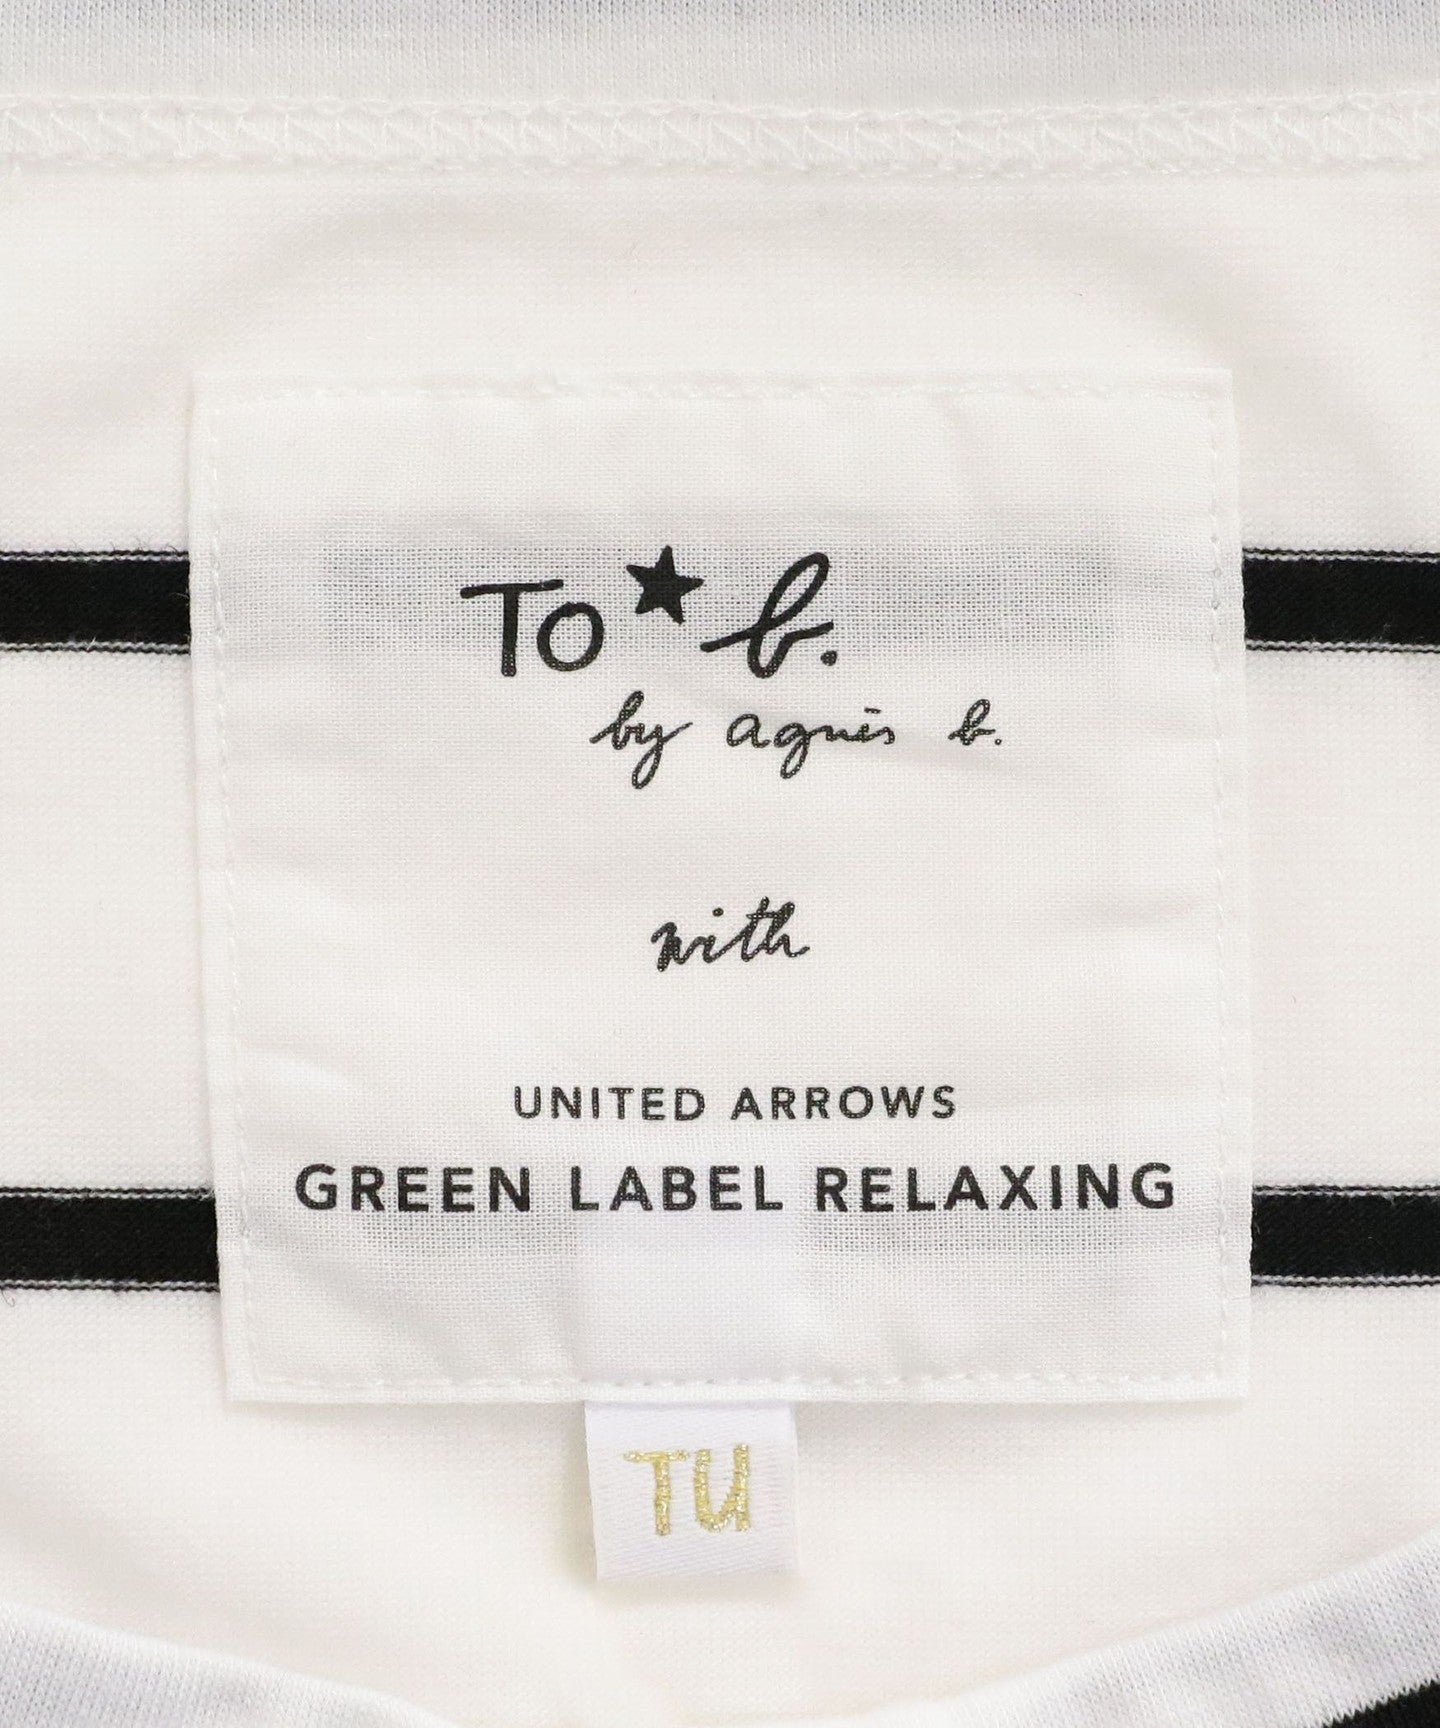 To★b.
by agnès b.
with
UNITED ARROWS
GREEN LABEL RELAXING
TU